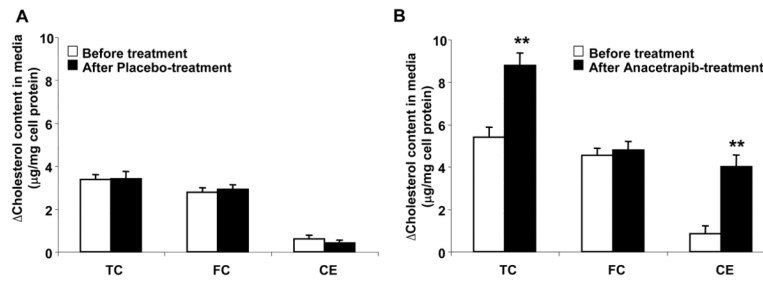 A
ΔCholesterol content in media
(µg/mg cell protein)
10
8
6
4
2
0
Before treatment
After Placebo-treatment
TC FC CE
B
ΔCholesterol content in media
(µg/mg cell protein)
10
8
6
4
2
0
**
Before treatment
After Anacetrapib-treatment
**
TC FC CE